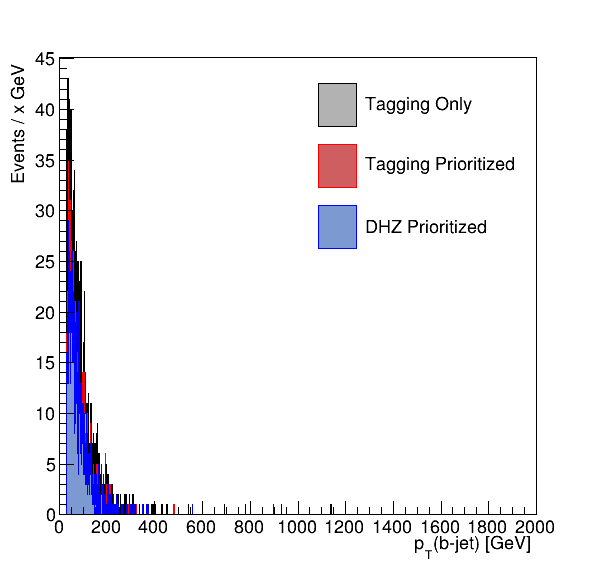 45
40
35
30
25
20
15
10
5
0
Events / x GeV
Tagging Only
Tagging Prioritized
DHZ Prioritized
0 200 400 600 800 1000 1200 1400 1600 1800 2000
pT(b-jet) [GeV]